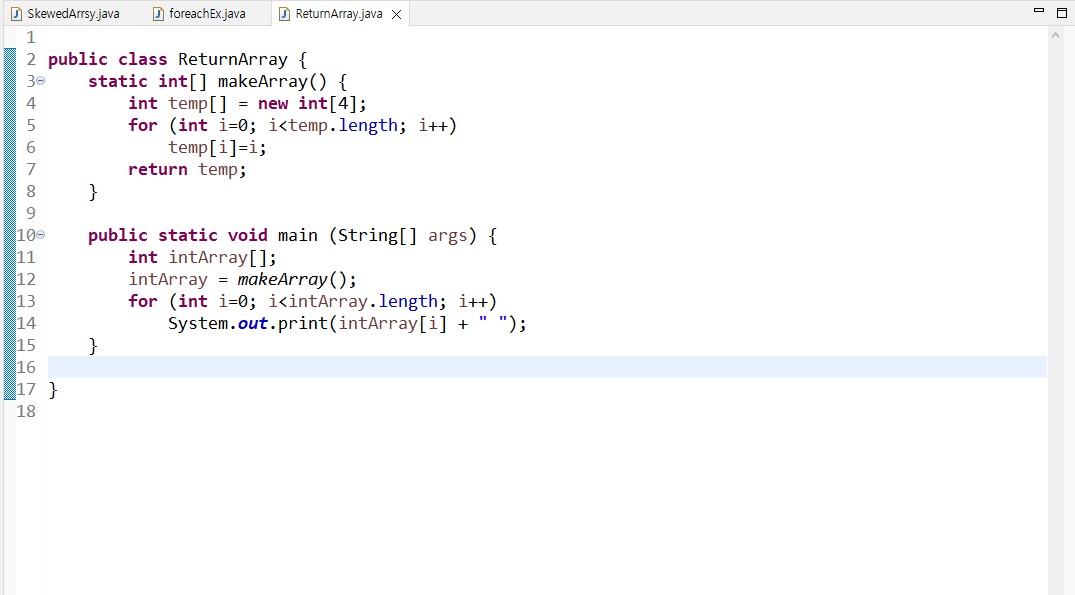 SkewedArrsy.java foreachEx.java ReturnArray.java
1
2 public class ReturnArray {
3 static int[] makeArray() {
4 int temp[] = new int[4];
5 for (int i=0; i<temp.length; i++)
6 temp[i]=i;
7 return temp;
8 }
9
10 public static void main (String[] args) {
11 int intArray[];
12 intArray = makeArray();
13 for (int i=0; i<intArray.length; i++)
14 System.out.print(intArray[i] + " ");
15 }
16
17 }
18